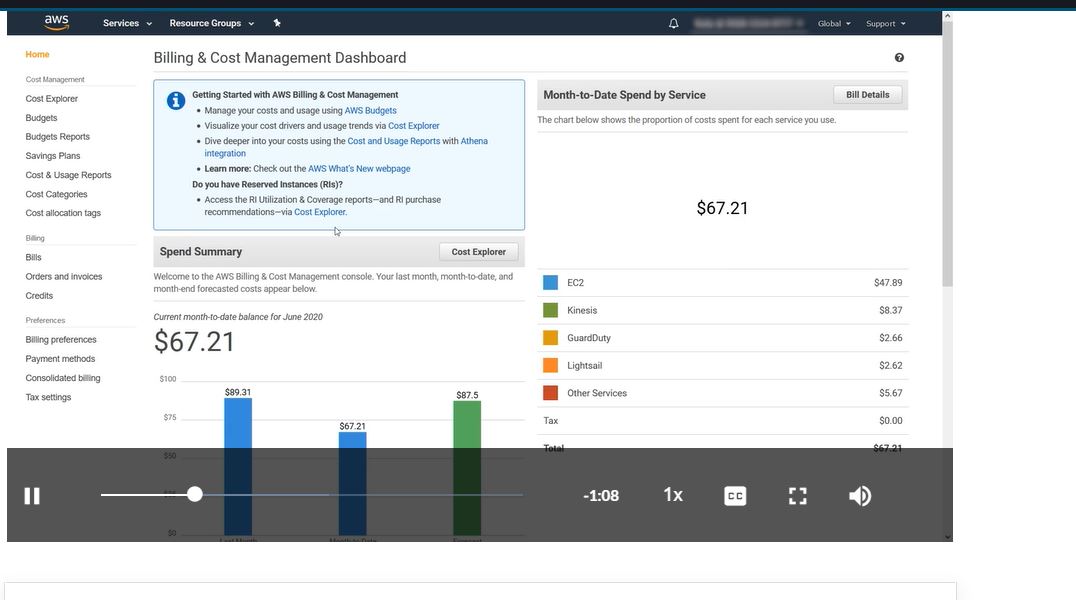 aws
Services
Resource Groups
Global
Support
Home
Cost Management
Cost Explorer
Budgets
Budgets Reports
Savings Plans
Cost & Usage Reports
Cost Categories
Cost allocation tags
Billing
Bills
Orders and invoices
Credits
Preferences
Billing preferences
Payment methods
Consolidated billing
Tax settings
Billing & Cost Management Dashboard
Getting Started with AWS Billing & Cost Management
• Manage your costs and usage using AWS Budgets
• Visualize your cost drivers and usage trends via Cost Explorer
• Dive deeper into your costs using the Cost and Usage Reports with Athena
integration
• Learn more: Check out the AWS What's New webpage
Do you have Reserved Instances (RIs)?
• Access the RI Utilization & Coverage reports—and RI purchase
recommendations—via Cost Explorer.
Spend Summary
Cost Explorer
Welcome to the AWS Billing & Cost Management console. Your last month, month-to-date, and
month-end forecasted costs appear below.
Current month-to-date balance for June 2020
$67.21
$100
$75
$50
$0
$89.31
$67.21
$87.5
Last Month
Month-to-Date
Forecast
Month-to-Date Spend by Service
Bill Details
The chart below shows the proportion of costs spent for each service you use.
$67.21
EC2 $47.89
Kinesis $8.37
GuardDuty $2.66
Lightsail $2.62
Other Services $5.67
Tax $0.00
Total $67.21
-1:08
1x
CC